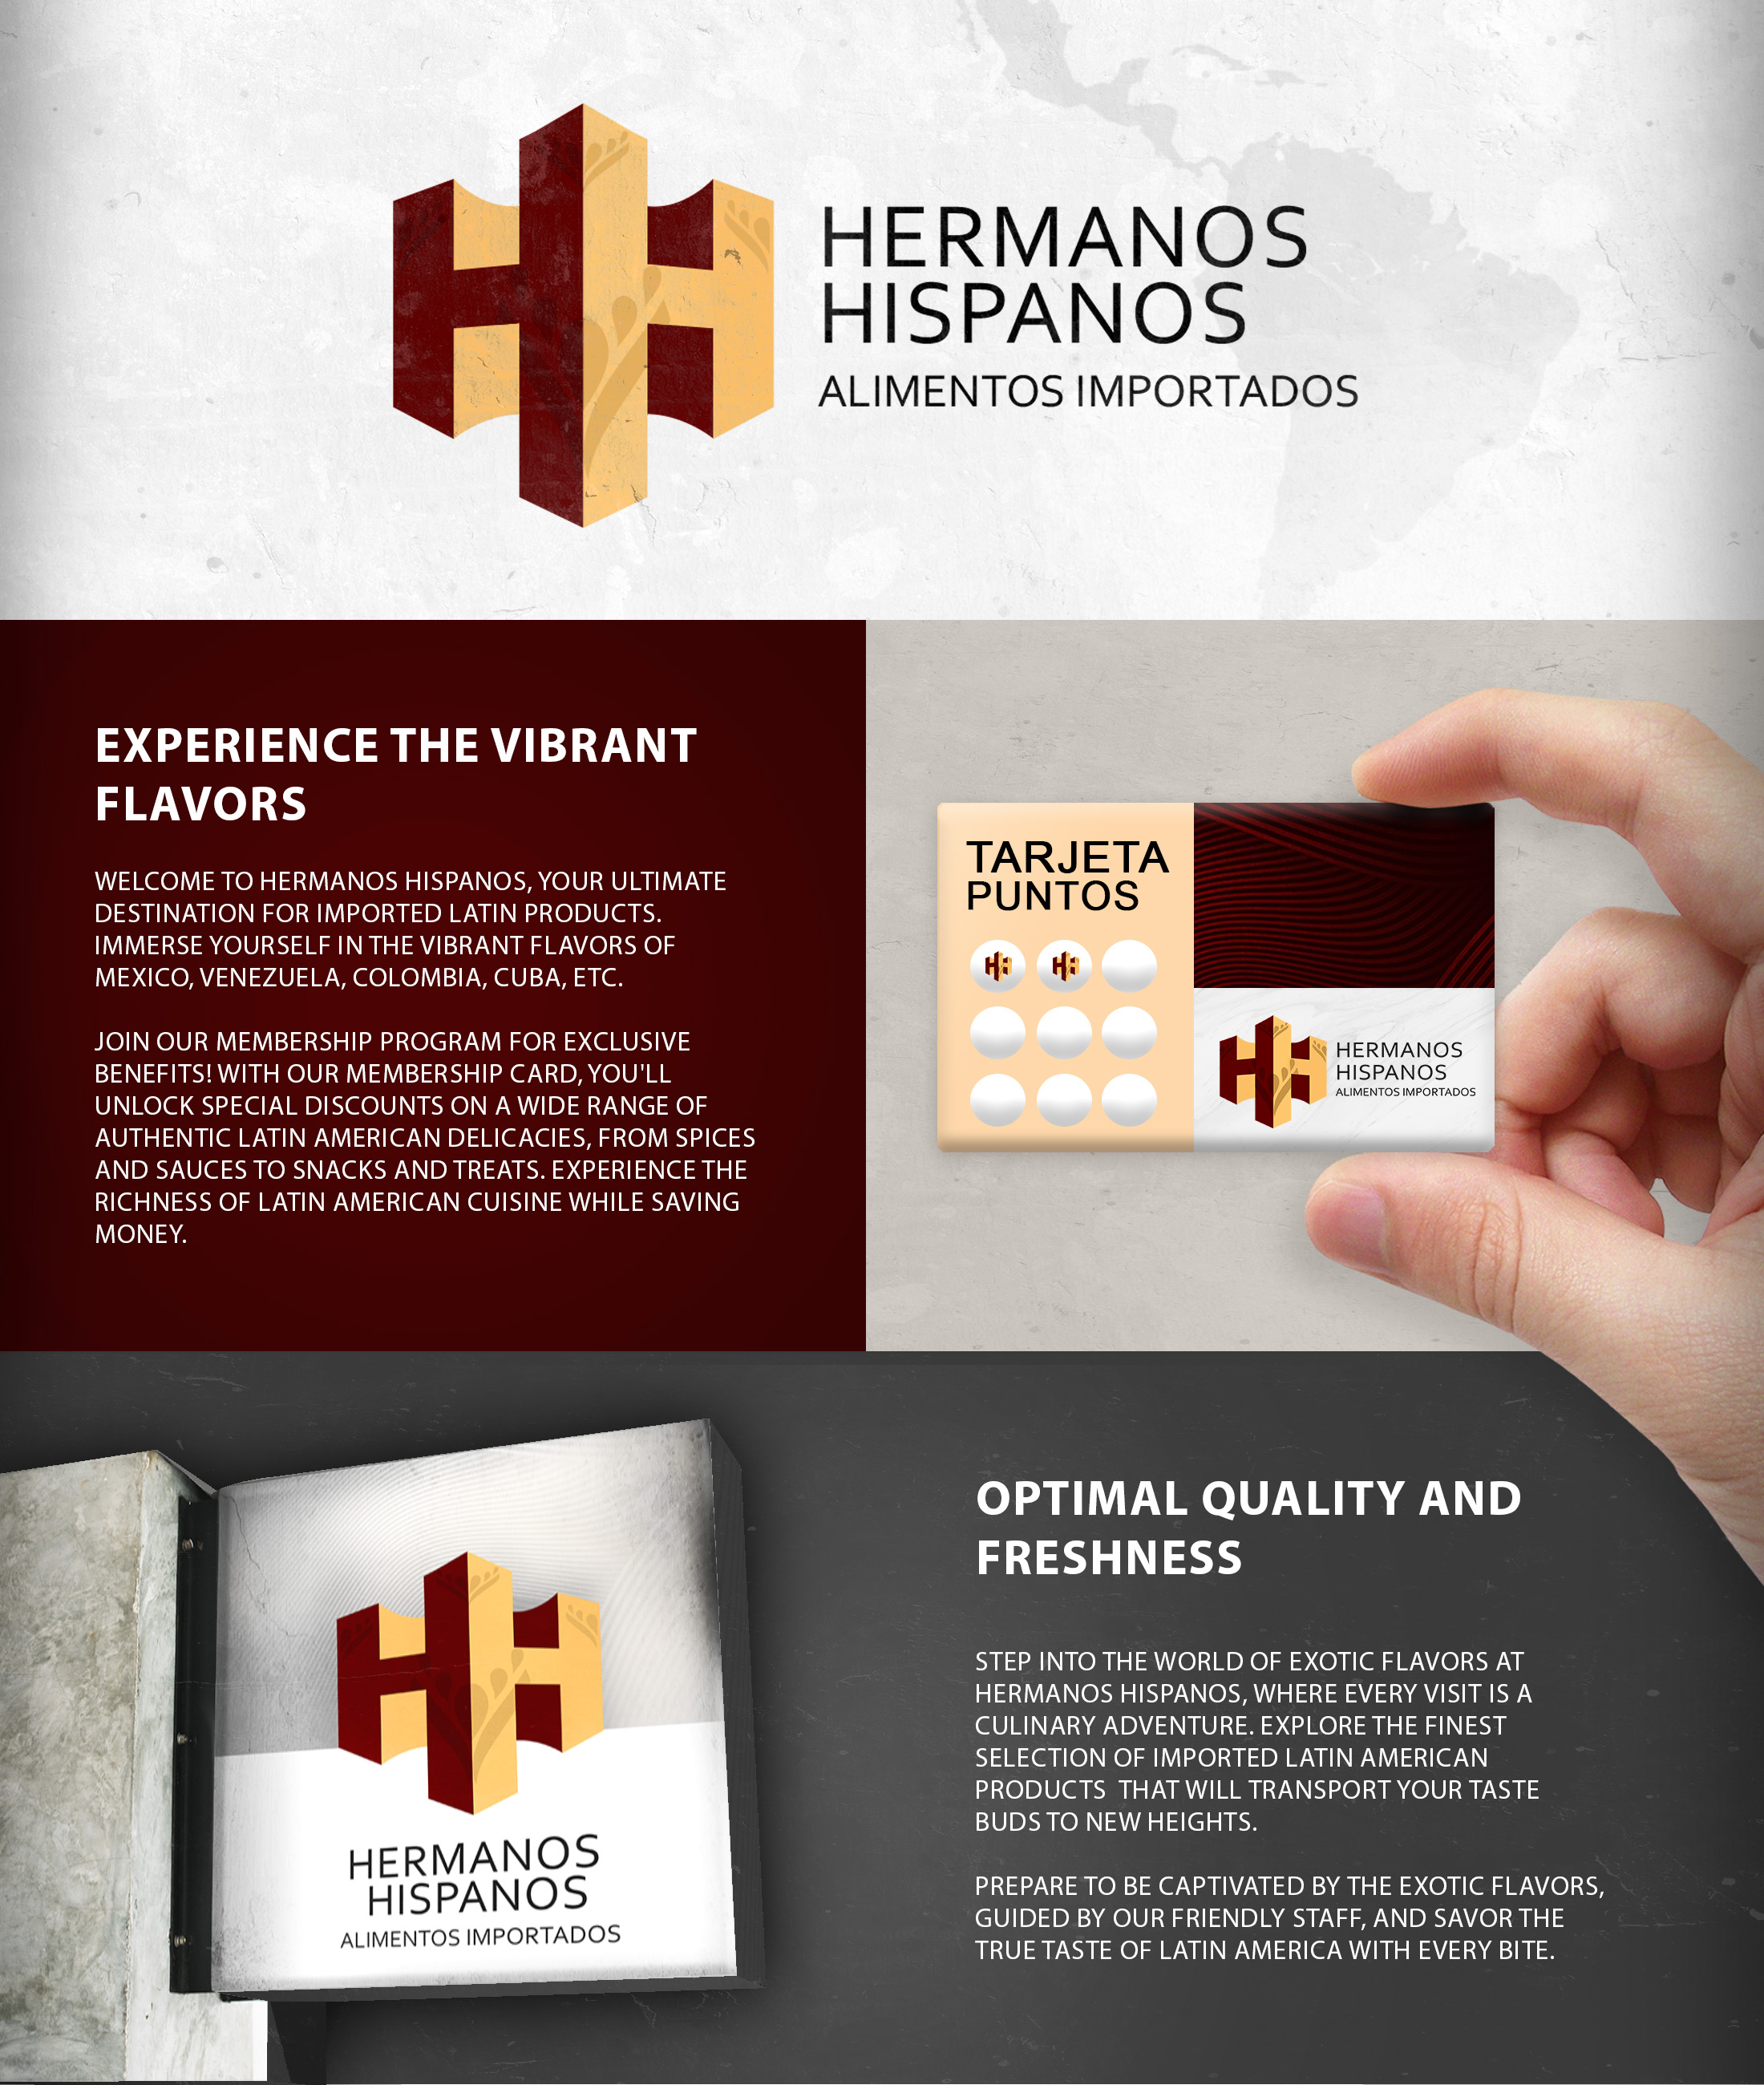 HERMANOS
HISPANOS
ALIMENTOS IMPORTADOS
EXPERIENCE THE VIBRANT
FLAVORS
WELCOME TO HERMANOS HISPANOS, YOUR ULTIMATE
DESTINATION FOR IMPORTED LATIN PRODUCTS.
IMMERSE YOURSELF IN THE VIBRANT FLAVORS OF
MEXICO, VENEZUELA, COLOMBIA, CUBA, ETC.
JOIN OUR MEMBERSHIP PROGRAM FOR EXCLUSIVE
BENEFITS! WITH OUR MEMBERSHIP CARD, YOU'LL
UNLOCK SPECIAL DISCOUNTS ON A WIDE RANGE OF
AUTHENTIC LATIN AMERICAN DELICACIES, FROM SPICES
AND SAUCES TO SNACKS AND TREATS. EXPERIENCE THE
RICHNESS OF LATIN AMERICAN CUISINE WHILE SAVING
MONEY.
TARJETA
PUNTOS
HERMANOS
HISPANOS
ALIMENTOS IMPORTADOS
HERMANOS
HISPANOS
ALIMENTOS IMPORTADOS
OPTIMAL QUALITY AND
FRESHNESS
STEP INTO THE WORLD OF EXOTIC FLAVORS AT
HERMANOS HISPANOS, WHERE EVERY VISIT IS A
CULINARY ADVENTURE. EXPLORE THE FINEST
SELECTION OF IMPORTED LATIN AMERICAN
PRODUCTS  THAT WILL TRANSPORT YOUR TASTE
BUDS TO NEW HEIGHTS.
PREPARE TO BE CAPTIVATED BY THE EXOTIC FLAVORS,
GUIDED BY OUR FRIENDLY STAFF, AND SAVOR THE
TRUE TASTE OF LATIN AMERICA WITH EVERY BITE.